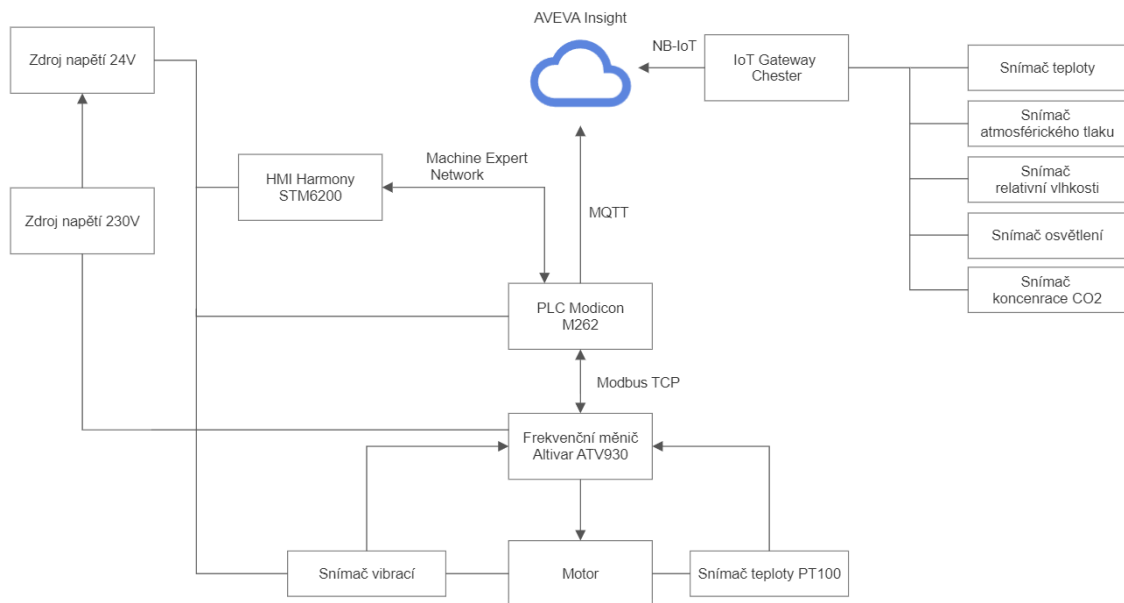 AVEVA Insight
Zdroj napětí 24V
NB-IoT
IoT Gateway
Chester
Snímač teploty
Snímač
atmosférického tlaku
Machine Expert
Network
HMI Harmony
STM6200
Snímač
relativní vlhkosti
Zdroj napětí 230V
MQTT
Snímač osvětlení
Snímač
koncenrace CO2
PLC Modicon
M262
Modbus TCP
Frekvenční měnič
Altivar ATV930
Snímač vibrací
Motor
Snímač teploty PT100